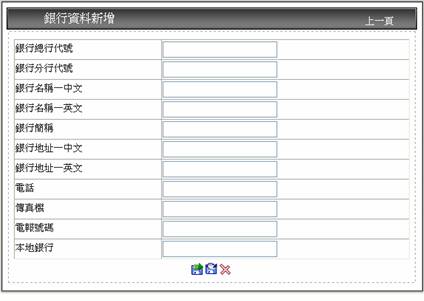 銀行資料新增 上一頁
銀行總行代號
銀行分行代號
銀行名稱－中文
銀行名稱－英文
銀行簡稱
銀行地址－中文
銀行地址－英文
電話
傳真機
電報號碼
本地銀行